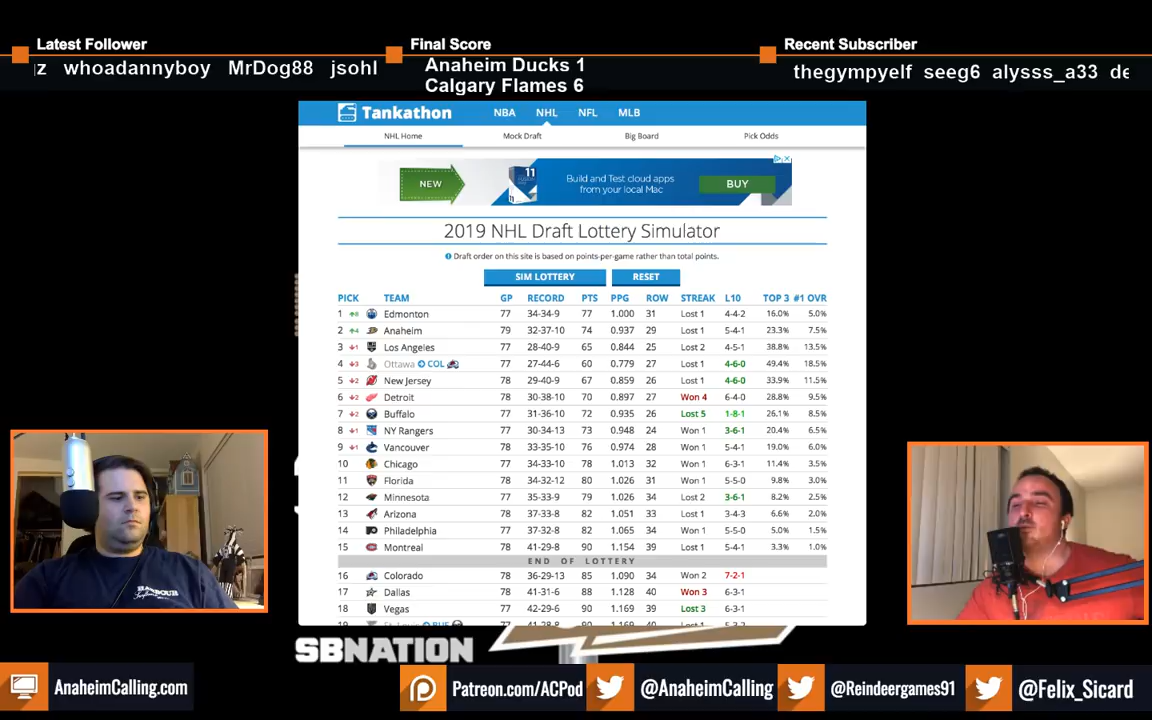 Latest Follower
Final Score
Recent Subscriber
whoadannyboy MrDog88 jsohl
Anaheim Ducks 1
Calgary Flames 6
thegympyelf seeg6 alysss_a33
Tankathon NBA NHL NFL MLB
NHL Home Mock Draft Big Board Pick Odds
NEW
11
Build and Test cloud apps
from your local Mac
BUY
2019 NHL Draft Lottery Simulator
Draft order on this site is based on points-per-game rather than total points.
SIM LOTTERY RESET
PICK TEAM GP RECORD PTS PPG ROW STREAK L10 TOP 3 #1 OVR
1 ↑8 Edmonton 77 34-34-9 77 1.000 31 Lost 1 4-4-2 16.0% 5.0%
2 ↑4 Anaheim 79 32-37-10 74 0.937 29 Lost 1 5-4-1 23.3% 7.5%
3 ↓1 Los Angeles 77 28-40-9 65 0.844 25 Lost 2 4-5-1 38.8% 13.5%
4 ↓3 Ottawa COL 77 27-44-6 60 0.779 27 Lost 1 4-6-0 49.4% 18.5%
5 ↓2 New Jersey 78 29-40-9 67 0.859 26 Lost 1 4-6-0 33.9% 11.5%
6 ↓2 Detroit 78 30-38-10 70 0.897 27 Won 4 6-4-0 28.8% 9.5%
7 ↓2 Buffalo 77 31-36-10 72 0.935 26 Lost 5 1-8-1 26.1% 8.5%
8 ↓1 NY Rangers 77 30-34-13 73 0.948 24 Won 1 3-6-1 20.4% 6.5%
9 ↓1 Vancouver 78 33-35-10 76 0.974 28 Won 1 5-4-1 19.0% 6.0%
10 Chicago 77 34-33-10 78 1.013 32 Won 1 6-3-1 11.4% 3.5%
11 Florida 78 34-32-12 80 1.026 31 Won 1 5-5-0 9.8% 3.0%
12 Minnesota 77 35-33-9 79 1.026 34 Lost 2 3-6-1 8.2% 2.5%
13 Arizona 78 37-33-8 82 1.051 33 Lost 1 3-4-3 6.6% 2.0%
14 Philadelphia 77 37-32-8 82 1.065 34 Won 1 5-5-0 5.0% 1.5%
15 Montreal 78 41-29-8 90 1.154 39 Lost 1 5-4-1 3.3% 1.0%
END OF LOTTERY
16 Colorado 78 36-29-13 85 1.090 34 Won 2 7-2-1
17 Dallas 78 41-31-6 88 1.128 40 Won 3 6-3-1
18 Vegas 77 42-29-6 90 1.169 39 Lost 3 6-3-1
HARBOUR
SBNATION
AnaheimCalling.com
Patreon.com/ACPod
@AnaheimCalling
@Reindeergames91
@Felix_Sicard